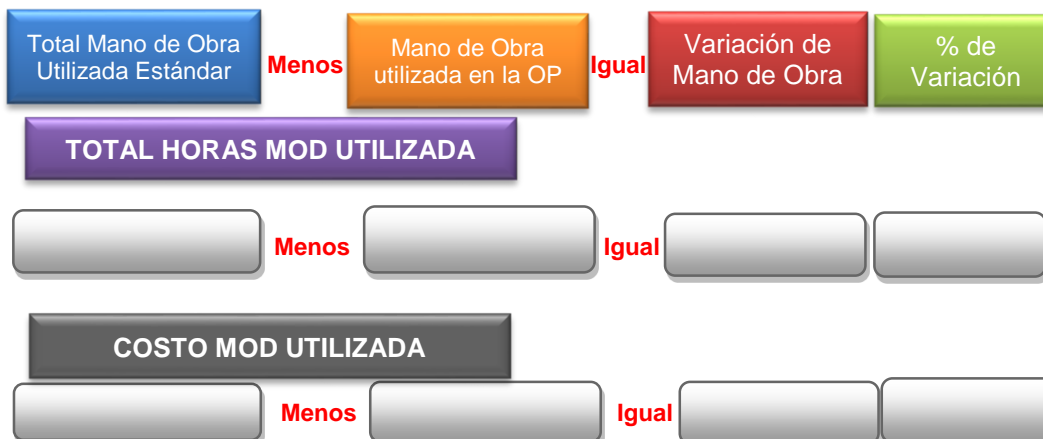 Total Mano de Obra
Utilizada Estándar
Menos
Mano de Obra
utilizada en la OP
Igual
Variación de
Mano de Obra
% de
Variación
TOTAL HORAS MOD UTILIZADA
Menos
Igual
COSTO MOD UTILIZADA
Menos
Igual